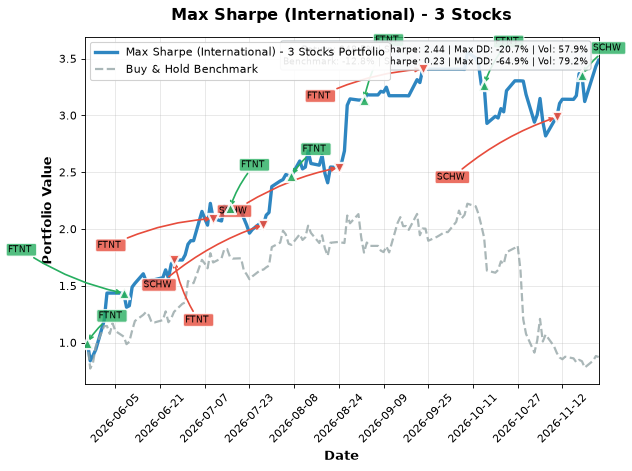 Max Sharpe (International) - 3 Stocks
Max Sharpe (International) - 3 Stocks Portfolio
Buy & Hold Benchmark
Sharpe: 2.44 | Max DD: -20.7% | Vol: 57.9%
Benchmark: -12.8% | Sharpe: 0.23 | Max DD: -64.9% | Vol: 79.2%
FTNT
FTNT
SCHW
FTNT
FTNT
FTNT
SCHW
SCHW
FTNT
FTNT
SCHW
FTNT
FTNT
Portfolio Value
3.5
3.0
2.5
2.0
1.5
1.0
2026-06-05
2026-06-21
2026-07-07
2026-07-23
2026-08-08
2026-08-24
2026-09-09
2026-09-25
2026-10-11
2026-10-27
2026-11-12
Date